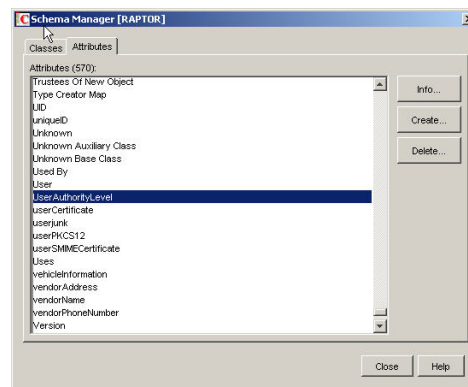 Schema Manager [RAPTOR]
Classes Attributes
Attributes (570):
Trustees Of New Object
Type Creator Map
UID
uniqueID
Unknown
Unknown Auxiliary Class
Unknown Base Class
Used By
User
UserAuthorityLevel
userCertificate
userjunk
userPKCS12
userSMIMECertificate
Uses
vehicleInformation
vendorAddress
vendorName
vendorPhoneNumber
Version
Info...
Create...
Delete...
Close Help